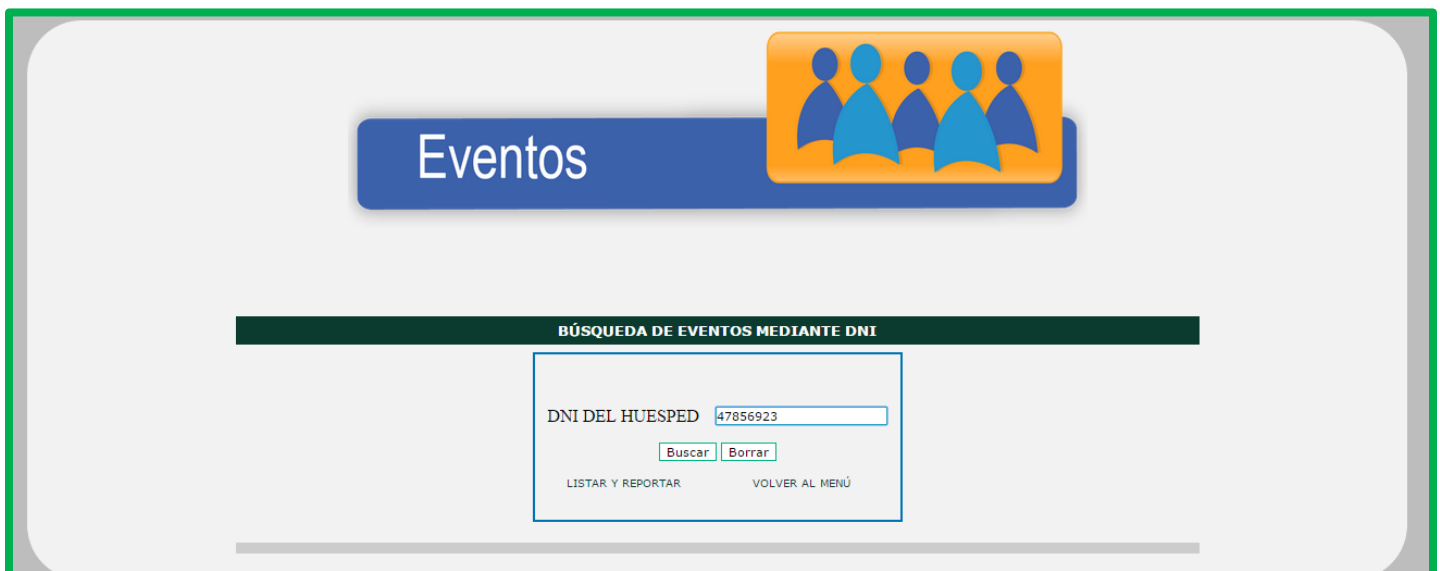 Eventos
BÚSQUEDA DE EVENTOS MEDIANTE DNI
DNI DEL HUESPED 47856923
Buscar Borrar
LISTAR Y REPORTAR VOLVER AL MENÚ